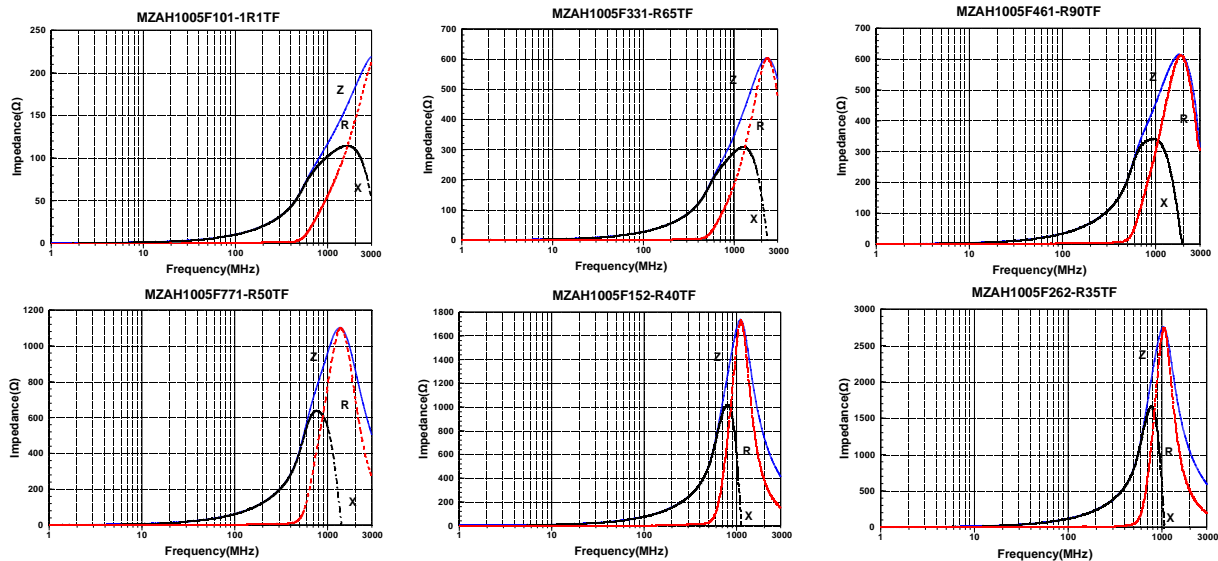 MZAH1005F101-1R1TF
Impedance(Ω)
250
200
150
100
50
0
Z
R
X
1
10
100
1000
3000
Frequency(MHz)
MZAH1005F331-R65TF
Impedance(Ω)
700
600
500
400
300
200
100
0
Z
R
X
1
10
100
1000
3000
Frequency(MHz)
MZAH1005F461-R90TF
Impedance(Ω)
700
600
500
400
300
200
100
0
Z
R
X
1
10
100
1000
3000
Frequency(MHz)
MZAH1005F771-R50TF
Impedance(Ω)
1200
1000
800
600
400
200
0
Z
R
X
1
10
100
1000
3000
Frequency(MHz)
MZAH1005F152-R40TF
Impedance(Ω)
1800
1600
1400
1200
1000
800
600
400
200
0
Z
R
X
1
10
100
1000
3000
Frequency(MHz)
MZAH1005F262-R35TF
Impedance(Ω)
3000
2500
2000
1500
1000
500
0
Z
R
X
1
10
100
1000
3000
Frequency(MHz)